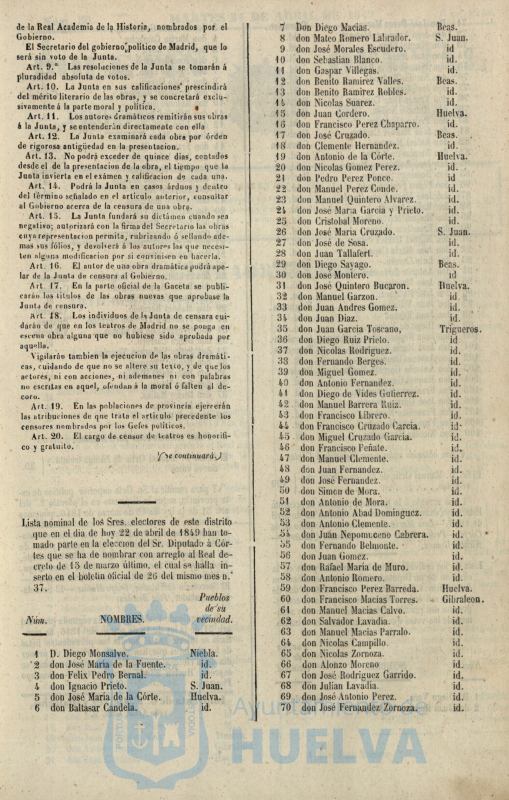 de la Real Academia de la Historia, nombrados por el
Gobierno.
El Secretario del gobierno político de Madrid, que lo
será sin voto de la Junta.
Art. 9.º Las resoluciones de la Junta se tomarán á
pluradidad absoluta de votos.
Art. 10. La Junta en sus calificaciones prescindirá
del mérito literario de las obras, y se concretará exclu-
sivamente á la parte moral y política.
Art. 11. Los autores dramáticos remitirán sus obras
á la Junta, y se entenderán directamente con ella
Art. 12. La Junta examinará cada obra por órden
de rigorosa antigüedad en la presentacion.
Art. 13. No podrá exceder de quince dias, contados
desde el de la presentacion de la obra, el tiempo que la
Junta invierta en el exámen y calificacion de cada una.
Art. 14. Podrá la Junta en casos árduos y dentro
del término señalado en el artículo anterior, consultar
al Gobierno acerca de la censura de una obra.
Art. 15. La Junta fundará su dictámen cuando sea
negativo; autorizará con la firma del Secretario las obras
cuya representacion permita, rubricando ó sellando ade-
mas sus fólios, y devolverá á los autores las que necesi-
ten alguna modificacion por si convinisen en hacerla.
Art. 16. El autor de una obra dramática podrá ape-
lar de la Junta de censura al Gobierno.
Art. 17. En la parte oficial de la Gaceta se publi-
carán los títulos de las obras nuevas que aprobase la
Junta de censura.
Art. 18. Los individuos de la Junta de censura cui-
darán de que en los teatros de Madrid no se ponga en
escena obra alguna que no hubiese sido aprobada por
aquella.
Vigilarán tambien la ejecucion de las obras dramáti-
cas, cuidando de que no se altere su texto, y de que los
actores, ni con acciones, ni ademanes ni con palabras
no escritas en aquel, ofendan á la moral ó falten al de-
coro.
Art. 19. En las poblaciones de provincia ejercerán
las atribuciones de que trata el artículo precedente los
censores nombrados por los Gefes políticos.
Art. 20. El cargo de censor de teatros es honorífi-
co y gratuito.
(Se continuará.)
Lista nominal de los Sres. electores de este distrito
que en el dia de hoy 22 de abril de 1849 han to-
mado parte en la eleccion del Sr. Diputado á Cór-
tes que se ha de nombrar con arreglo al Real de-
creto de 15 de marzo último, el cual se halla in-
serto en el boletin oficial de 26 del mismo mes n.º
37.
Pueblos
de su
Núm. NOMBRES. vecindad.
1 D. Diego Monsalve. Niebla.
2 don José María de la Fuente. id.
3 don Felix Pedro Bernal. id.
4 don Ignacio Prieto. S. Juan.
5 don José María de la Córte. Huelva.
6 don Baltasar Candela. id.
7 Don Diego Macias. Beas.
8 don Mateo Romero Labrador. S. Juan.
9 don José Morales Escudero. id
10 don Sebastian Blanco. id.
11 don Gaspar Villegas. id.
12 don Benito Ramirez Valles. Beas.
13 don Benito Ramirez Robles. id.
14 don Nicolas Suarez. id.
15 don Juan Cordero. Huelva.
16 don Francisco Perez Chaparro. id.
17 don José Cruzado. Beas.
18 don Clemente Hernandez. id.
19 don Antonio de la Córte. Huelva.
20 don Nicolas Gomez Perez. id.
21 don Pedro Perez Ponce. id.
22 don Manuel Perez Conde. id.
23 don Manuel Quintero Alvarez. id.
24 don José Maria Garcia y Prieto. id.
25 don Cristobal Moreno. id.
26 don José Maria Cruzado. S. Juan.
27 don José de Sosa. id.
28 don Juan Tallafert. id.
29 don Diego Sayago. Beas.
30 don José Montero. id
31 don José Quintero Bucaron. Huelva.
32 don Manuel Garzon. id.
33 don Juan Andres Gomez. id.
34 don Juan Diaz. id.
35 don Juan Garcia Toscano, Trigueros.
36 don Diego Ruiz Prieto. id
37 don Nicolas Rodriguez. id.
38 don Fernando Berges. id.
39 don Miguel Gomez. id.
40 don Antonio Fernandez. id.
41 don Diego de Vides Gutierrez. id.
42 don Manuel Barrera Ruiz. id.
43 don Francisco Librero. id.
44 don Francisco Cruzado Garcia. id.
45 don Miguel Cruzado Garcia. id.
46 don Francisco Peñate. id.
47 don Manuel Clemente. id.
48 don Juan Fernandez. id.
49 don José Fernandez. id.
50 don Simon de Mora. id.
51 don Antonio de Mora. id.
52 don Antonio Abad Dominguez. id.
53 don Antonio Clemente. id.
54 don Juán Nepomuceno Cabrera. id.
55 don Fernando Belmonte. id.
56 don Juan Gomez. id.
57 don Rafael Maria de Muro. id.
58 don Antonio Romero. id.
59 don Francisco Perez Barreda. Huelva.
60 don Francisco Macias Torres. Gibraleon.
61 don Manuel Macias Calvo. id.
62 don Salvador Lavadia. id.
63 don Manuel Macias Parralo. id.
64 don Nicolas Campillo. id.
65 don Nicolas Zornoza. id.
66 don Alonzo Moreno id.
67 don José Rodriguez Garrido. id.
68 don Julian Lavadia. id.
69 don José Antonio Perez. id.
70 don José Fernandez Zornoza. id.
Ayuntamiento de
HUELVA